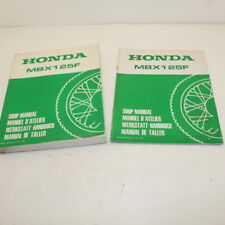 HONDA
MBX125F
SHOP MANUAL
MANUEL D'ATELIER
WERKSTATT-HANDBUCH
MANUAL DE TALLER
HONDA
MBX125F
SHOP MANUAL
MANUEL D'ATELIER
WERKSTATT-HANDBUCH
MANUAL DE TALLER